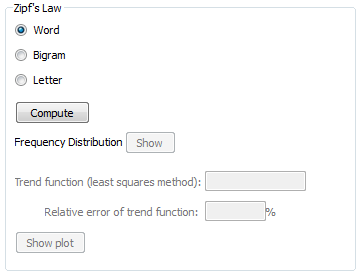 Zipf's Law
Word
Bigram
Letter
Compute
Frequency Distribution Show
Trend function (least squares method):
Relative error of trend function: %
Show plot